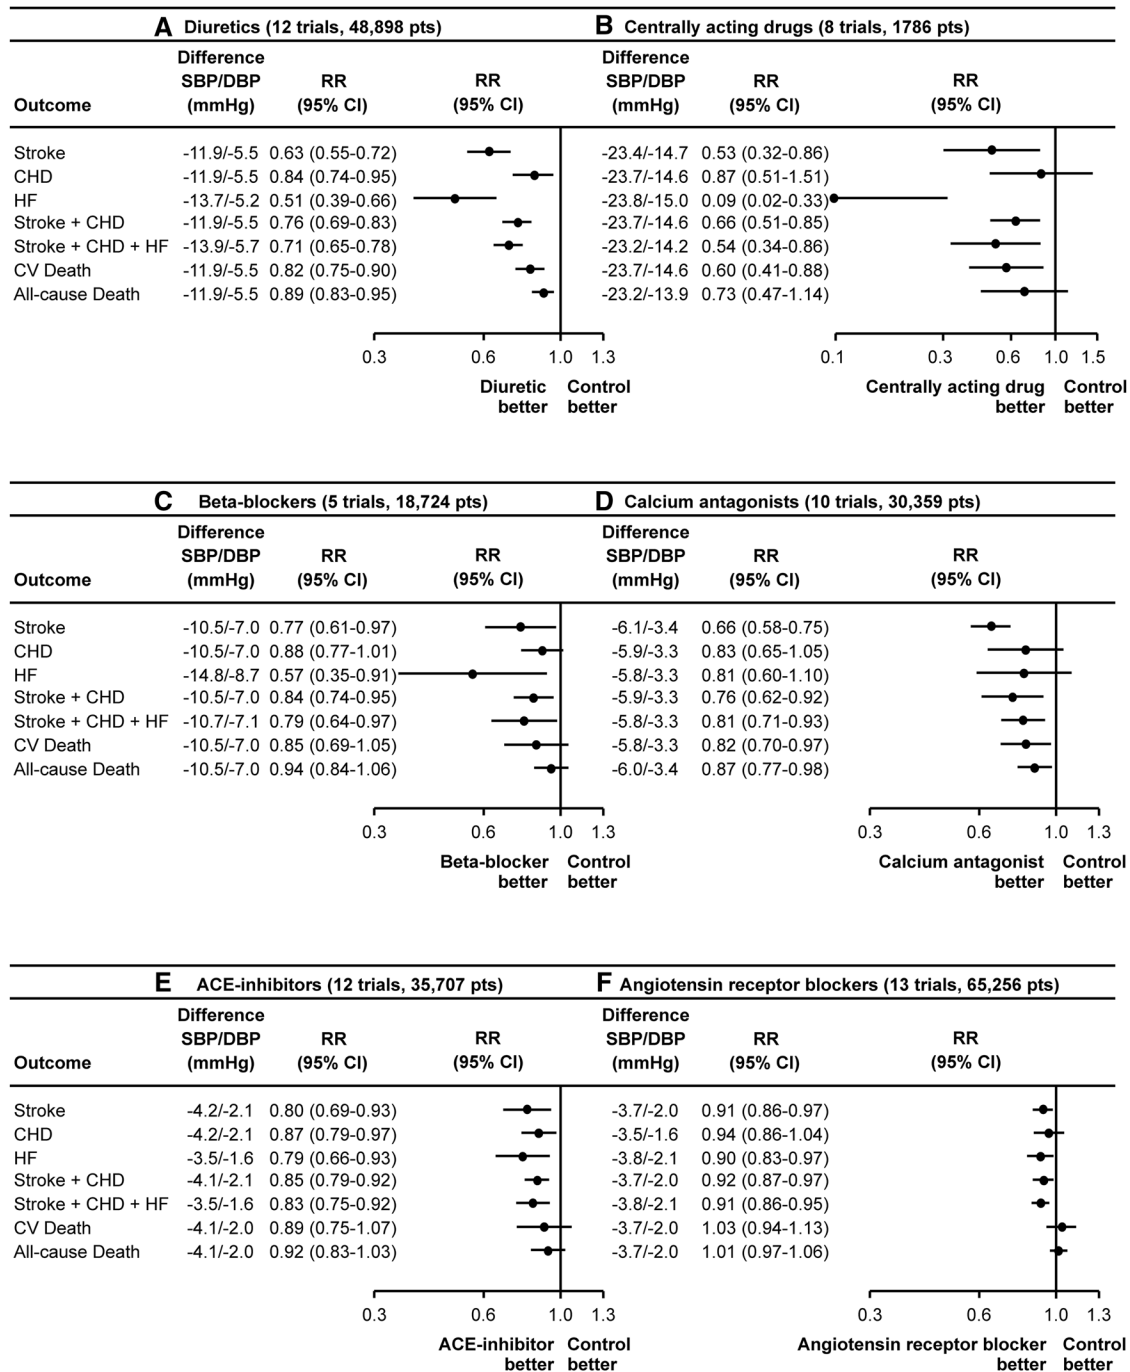 A Diuretics (12 trials, 48,898 pts)
Difference
SBP/DBP RR RR
Outcome (mmHg) (95% CI) (95% CI)
Stroke -11.9/-5.5 0.63 (0.55-0.72)
CHD -11.9/-5.5 0.84 (0.74-0.95)
HF -13.7/-5.2 0.51 (0.39-0.66)
Stroke + CHD -11.9/-5.5 0.76 (0.69-0.83)
Stroke + CHD + HF -13.9/-5.7 0.71 (0.65-0.78)
CV Death -11.9/-5.5 0.82 (0.75-0.90)
All-cause Death -11.9/-5.5 0.89 (0.83-0.95)
0.3 0.6 1.0 1.3
Diuretic Control
better better
B Centrally acting drugs (8 trials, 1786 pts)
Difference
SBP/DBP RR RR
(mmHg) (95% CI) (95% CI)
-23.4/-14.7 0.53 (0.32-0.86)
-23.7/-14.6 0.87 (0.51-1.51)
-23.8/-15.0 0.09 (0.02-0.33)
-23.7/-14.6 0.66 (0.51-0.85)
-23.2/-14.2 0.54 (0.34-0.86)
-23.7/-14.6 0.60 (0.41-0.88)
-23.2/-13.9 0.73 (0.47-1.14)
0.1 0.3 0.6 1.0 1.5
Centrally acting drug Control
better better
C Beta-blockers (5 trials, 18,724 pts)
Difference
SBP/DBP RR RR
Outcome (mmHg) (95% CI) (95% CI)
Stroke -10.5/-7.0 0.77 (0.61-0.97)
CHD -10.5/-7.0 0.88 (0.77-1.01)
HF -14.8/-8.7 0.57 (0.35-0.91)
Stroke + CHD -10.5/-7.0 0.84 (0.74-0.95)
Stroke + CHD + HF -10.7/-7.1 0.79 (0.64-0.97)
CV Death -10.5/-7.0 0.85 (0.69-1.05)
All-cause Death -10.5/-7.0 0.94 (0.84-1.06)
0.3 0.6 1.0 1.3
Beta-blocker Control
better better
D Calcium antagonists (10 trials, 30,359 pts)
Difference
SBP/DBP RR RR
(mmHg) (95% CI) (95% CI)
-6.1/-3.4 0.66 (0.58-0.75)
-5.9/-3.3 0.83 (0.65-1.05)
-5.8/-3.3 0.81 (0.60-1.10)
-5.9/-3.3 0.76 (0.62-0.92)
-5.8/-3.3 0.81 (0.71-0.93)
-5.8/-3.3 0.82 (0.70-0.97)
-6.0/-3.4 0.87 (0.77-0.98)
0.3 0.6 1.0 1.3
Calcium antagonist Control
better better
E ACE-inhibitors (12 trials, 35,707 pts)
Difference
SBP/DBP RR RR
Outcome (mmHg) (95% CI) (95% CI)
Stroke -4.2/-2.1 0.80 (0.69-0.93)
CHD -4.2/-2.1 0.87 (0.79-0.97)
HF -3.5/-1.6 0.79 (0.66-0.93)
Stroke + CHD -4.1/-2.1 0.85 (0.79-0.92)
Stroke + CHD + HF -3.5/-1.6 0.83 (0.75-0.92)
CV Death -4.1/-2.0 0.89 (0.75-1.07)
All-cause Death -4.1/-2.0 0.92 (0.83-1.03)
0.3 0.6 1.0 1.3
ACE-inhibitor Control
better better
F Angiotensin receptor blockers (13 trials, 65,256 pts)
Difference
SBP/DBP RR RR
(mmHg) (95% CI) (95% CI)
-3.7/-2.0 0.91 (0.86-0.97)
-3.5/-1.6 0.94 (0.86-1.04)
-3.8/-2.1 0.90 (0.83-0.97)
-3.7/-2.0 0.92 (0.87-0.97)
-3.8/-2.1 0.91 (0.86-0.95)
-3.7/-2.0 1.03 (0.94-1.13)
-3.7/-2.0 1.01 (0.97-1.06)
0.3 0.6 1.0 1.3
Angiotensin receptor blocker Control
better better